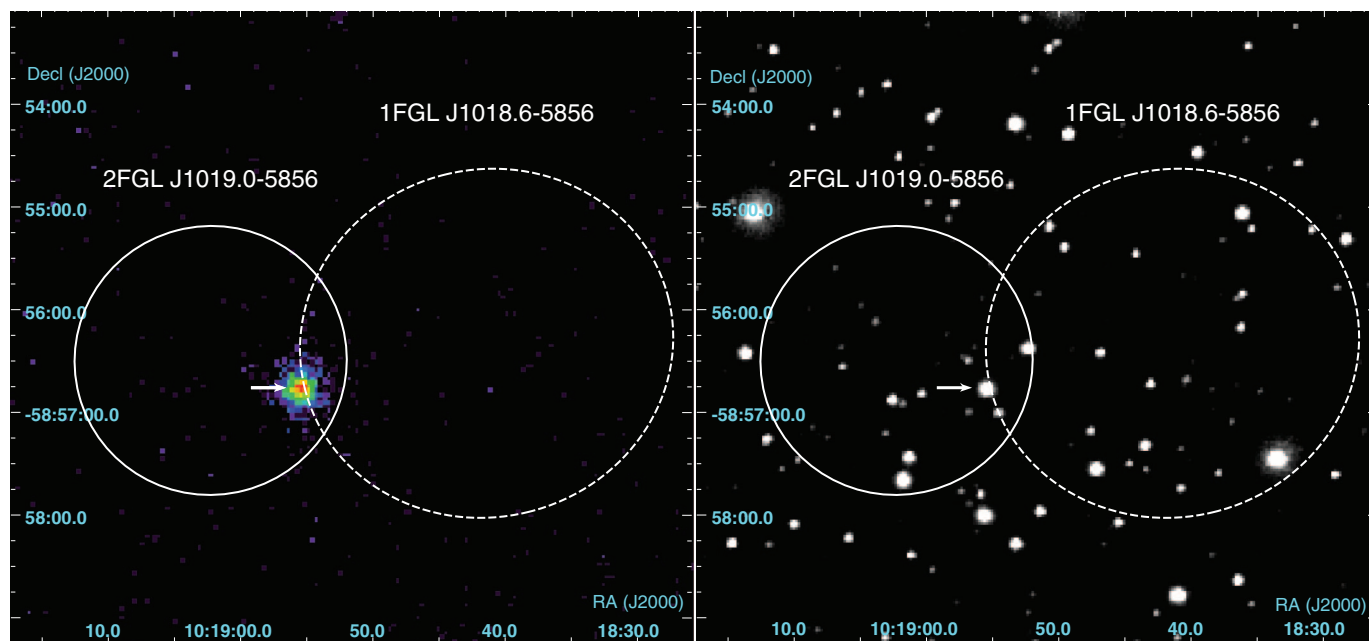 Decl (J2000)
54:00.0
1FGL J1018.6-5856
2FGL J1019.0-5856
55:00.0
56:00.0
-58:57:00.0
58:00.0
RA (J2000)
10.0 10:19:00.0 50.0 40.0 18:30.0
Decl (J2000)
54:00.0
1FGL J1018.6-5856
2FGL J1019.0-5856
55:00.0
56:00.0
-58:57:00.0
58:00.0
RA (J2000)
10.0 10:19:00.0 50.0 40.0 18:30.0